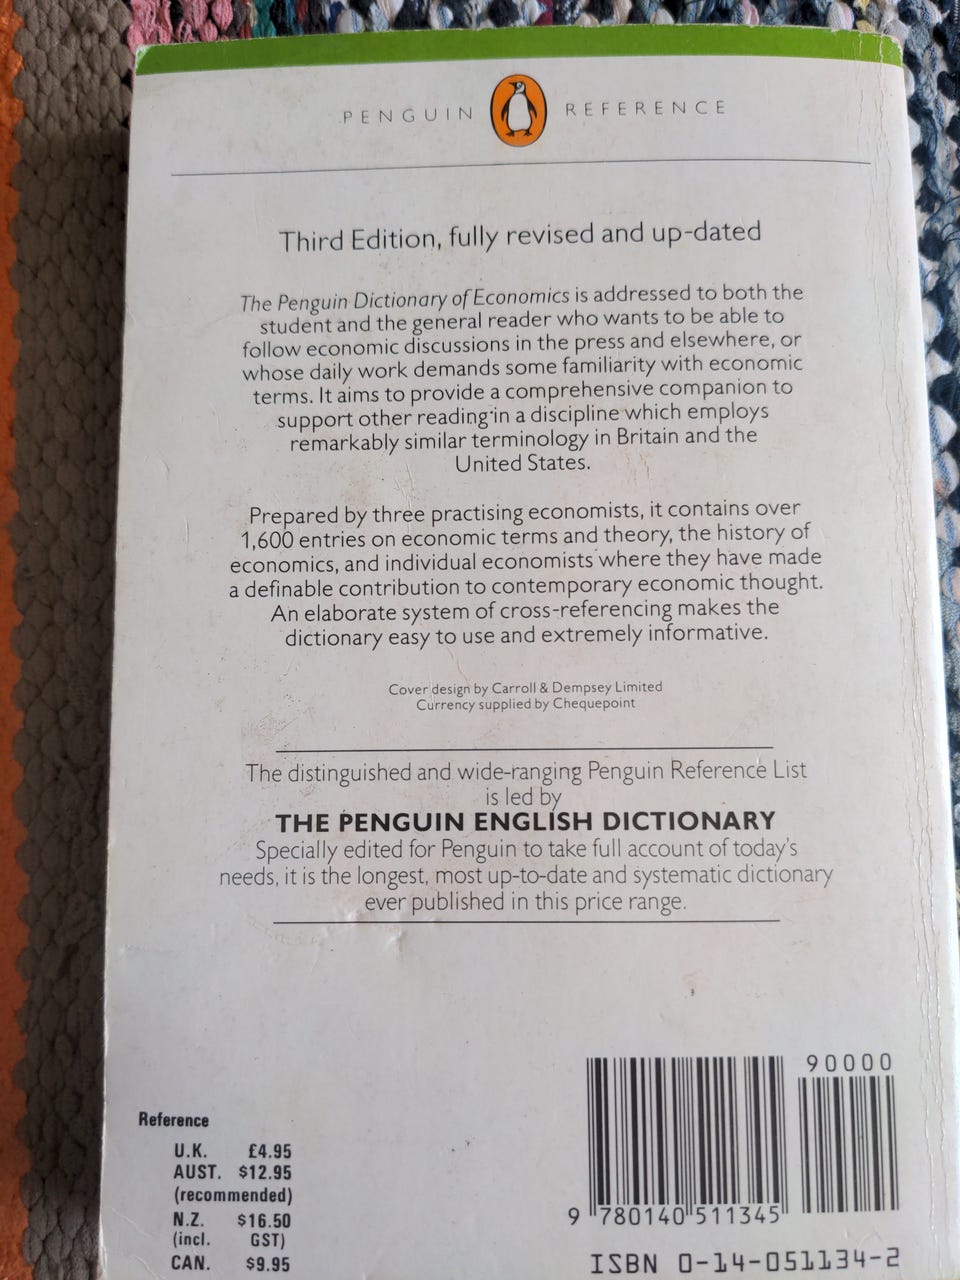 PENGUIN REFERENCE
Third Edition, fully revised and up-dated
The Penguin Dictionary of Economics is addressed to both the
student and the general reader who wants to be able to
follow economic discussions in the press and elsewhere, or
whose daily work demands some familiarity with economic
terms. It aims to provide a comprehensive companion to
support other reading in a discipline which employs
remarkably similar terminology in Britain and the
United States.
Prepared by three practising economists, it contains over
1,600 entries on economic terms and theory, the history of
economics, and individual economists where they have made
a definable contribution to contemporary economic thought.
An elaborate system of cross-referencing makes the
dictionary easy to use and extremely informative.
Cover design by Carroll & Dempsey Limited
Currency supplied by Chequepoint
The distinguished and wide-ranging Penguin Reference List
is led by
THE PENGUIN ENGLISH DICTIONARY
Specially edited for Penguin to take full account of today's
needs, it is the longest, most up-to-date and systematic dictionary
ever published in this price range.
Reference
U.K. £4.95
AUST. $12.95
(recommended)
N.Z. $16.50
(incl. GST)
CAN. $9.95
90000
9 780140 511345
ISBN 0-14-051134-2